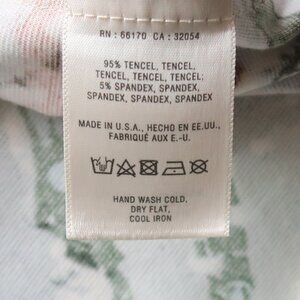 RN : 66170 CA : 32054
95% TENCEL, TENCEL,
TENCEL, TENCEL, TENCEL;
5% SPANDEX, SPANDEX,
SPANDEX, SPANDEX, SPANDEX
MADE IN U.S.A., HECHO EN EE.UU.,
FABRIQUÉ AUX E.-U.
HAND WASH COLD,
DRY FLAT,
COOL IRON